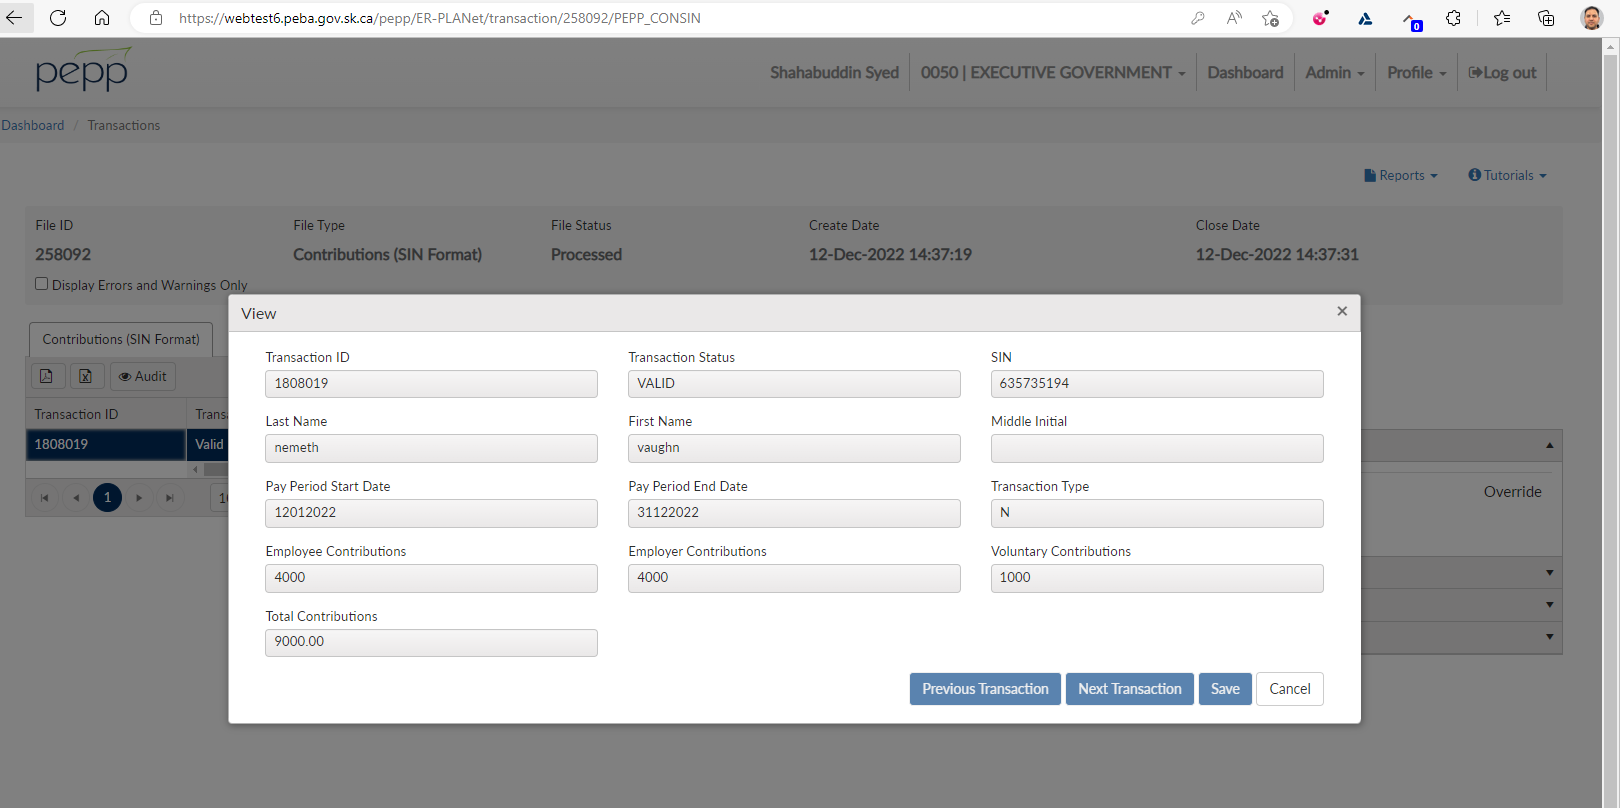 https://webtest6.peba.gov.sk.ca/pepp/ER-PLANet/transaction/258092/PEPP_CONSIN
0
pepp
Shahabuddin Syed 0050 | EXECUTIVE GOVERNMENT Dashboard Admin Profile Log out
Dashboard / Transactions
Reports Tutorials
File ID File Type File Status Create Date Close Date
258092 Contributions (SIN Format) Processed 12-Dec-2022 14:37:19 12-Dec-2022 14:37:31
Display Errors and Warnings Only
View
Contributions (SIN Format)
Audit
Transaction ID
1808019 Valid
1
Override
Transaction ID Transaction Status SIN
1808019 VALID 635735194
Last Name First Name Middle Initial
nemeth vaughn
Pay Period Start Date Pay Period End Date Transaction Type
12012022 31122022 N
Employee Contributions Employer Contributions Voluntary Contributions
4000 4000 1000
Total Contributions
9000.00
Previous Transaction Next Transaction Save Cancel